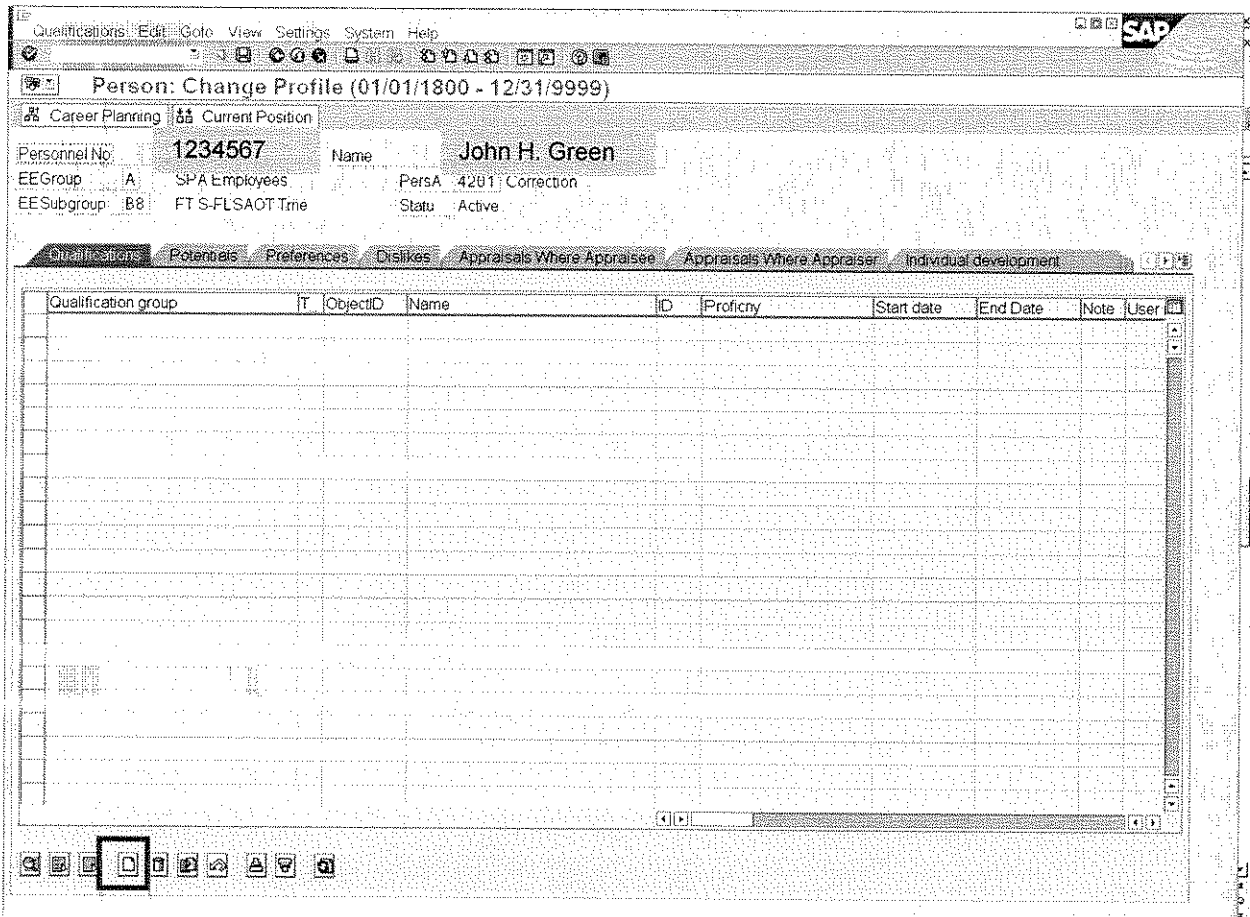 Qualifications Edit Goto View Settings System Help
SAP
Person: Change Profile (01/01/1800 - 12/31/9999)
Career Planning Current Position
Personnel No 1234567 Name John H. Green
EEGroup A SPA Employees PersA 4201 Correction
EESubgroup B8 FT S-FLSAOT Time Statu Active
Qualifications Potentials Preferences Dislikes Appraisals Where Appraisee Appraisals Where Appraiser Individual development
Qualification group T.. ObjectID Name ID Proficny Start date End Date Note User